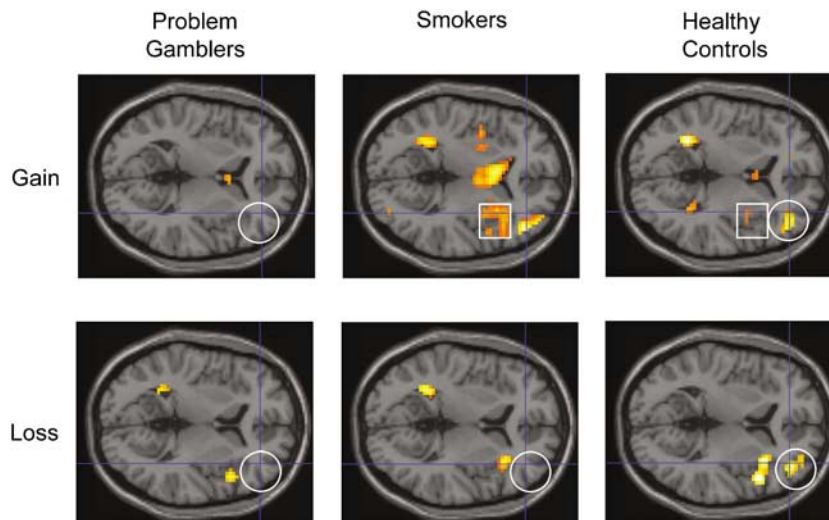 Problem
Gamblers
Smokers
Healthy
Controls
Gain
Loss